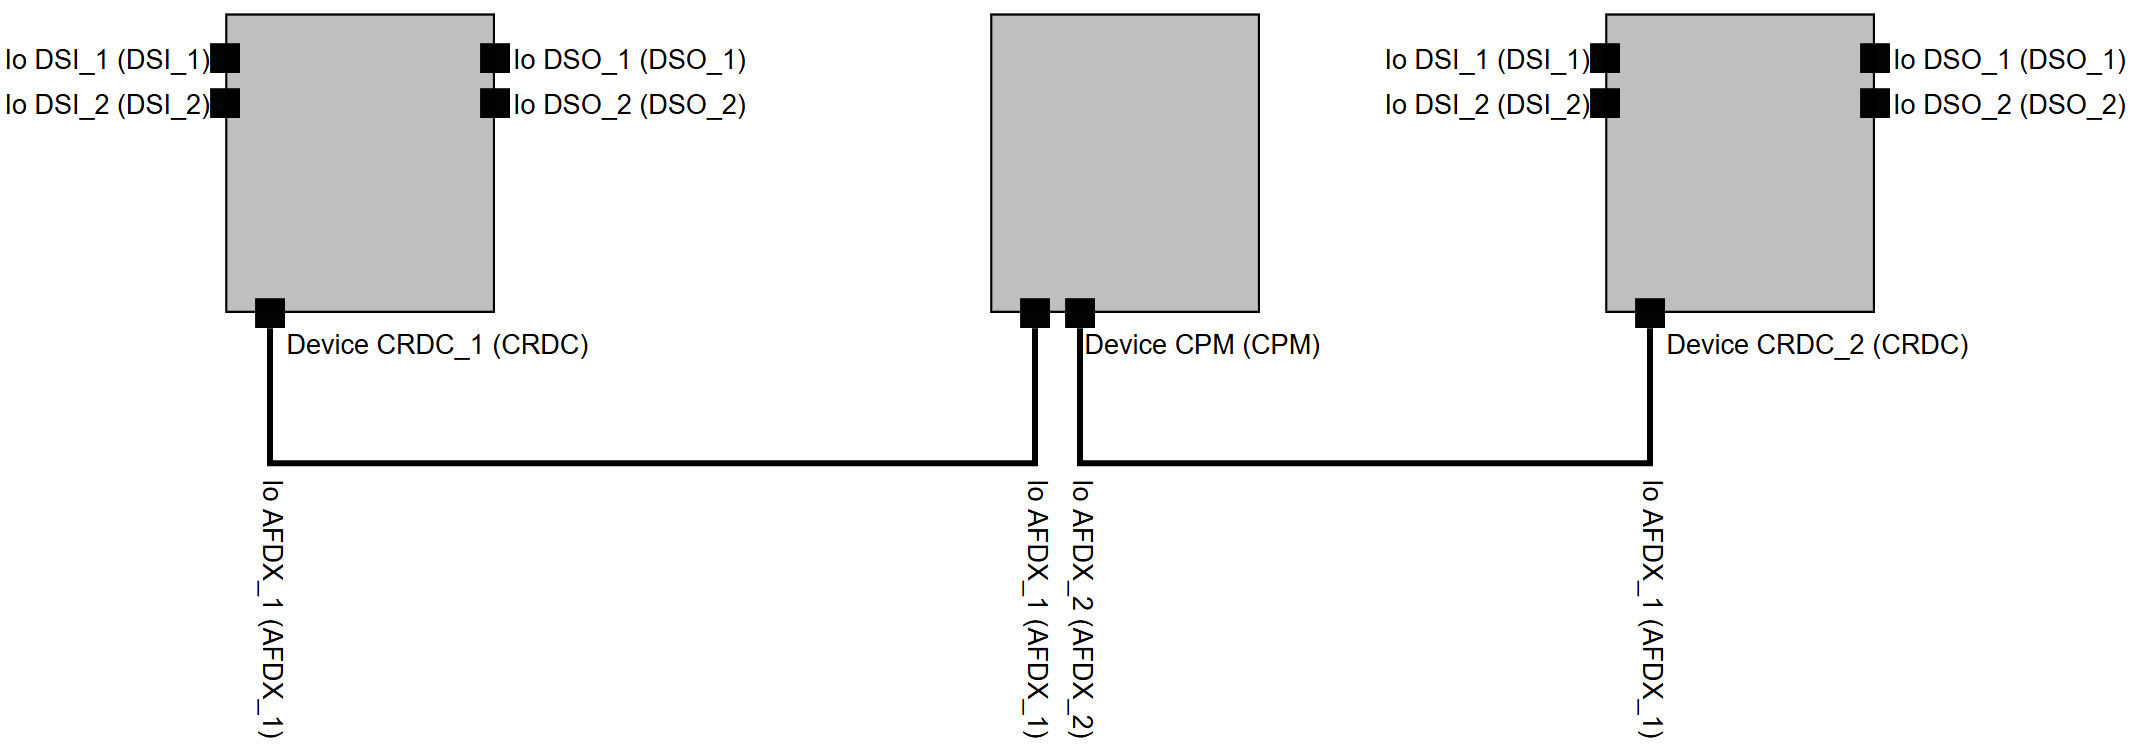 Io DSI_1 (DSI_1)
Io DSO_1 (DSO_1)
Io DSI_1 (DSI_1)
Io DSO_1 (DSO_1)
Io DSI_2 (DSI_2)
Io DSO_2 (DSO_2)
Io DSI_2 (DSI_2)
Io DSO_2 (DSO_2)
Device CRDC_1 (CRDC)
Device CPM (CPM)
Device CRDC_2 (CRDC)
Io AFDX_1 (AFDX_1)
Io AFDX_1 (AFDX_1)
Io AFDX_2 (AFDX_2)
Io AFDX_1 (AFDX_1)